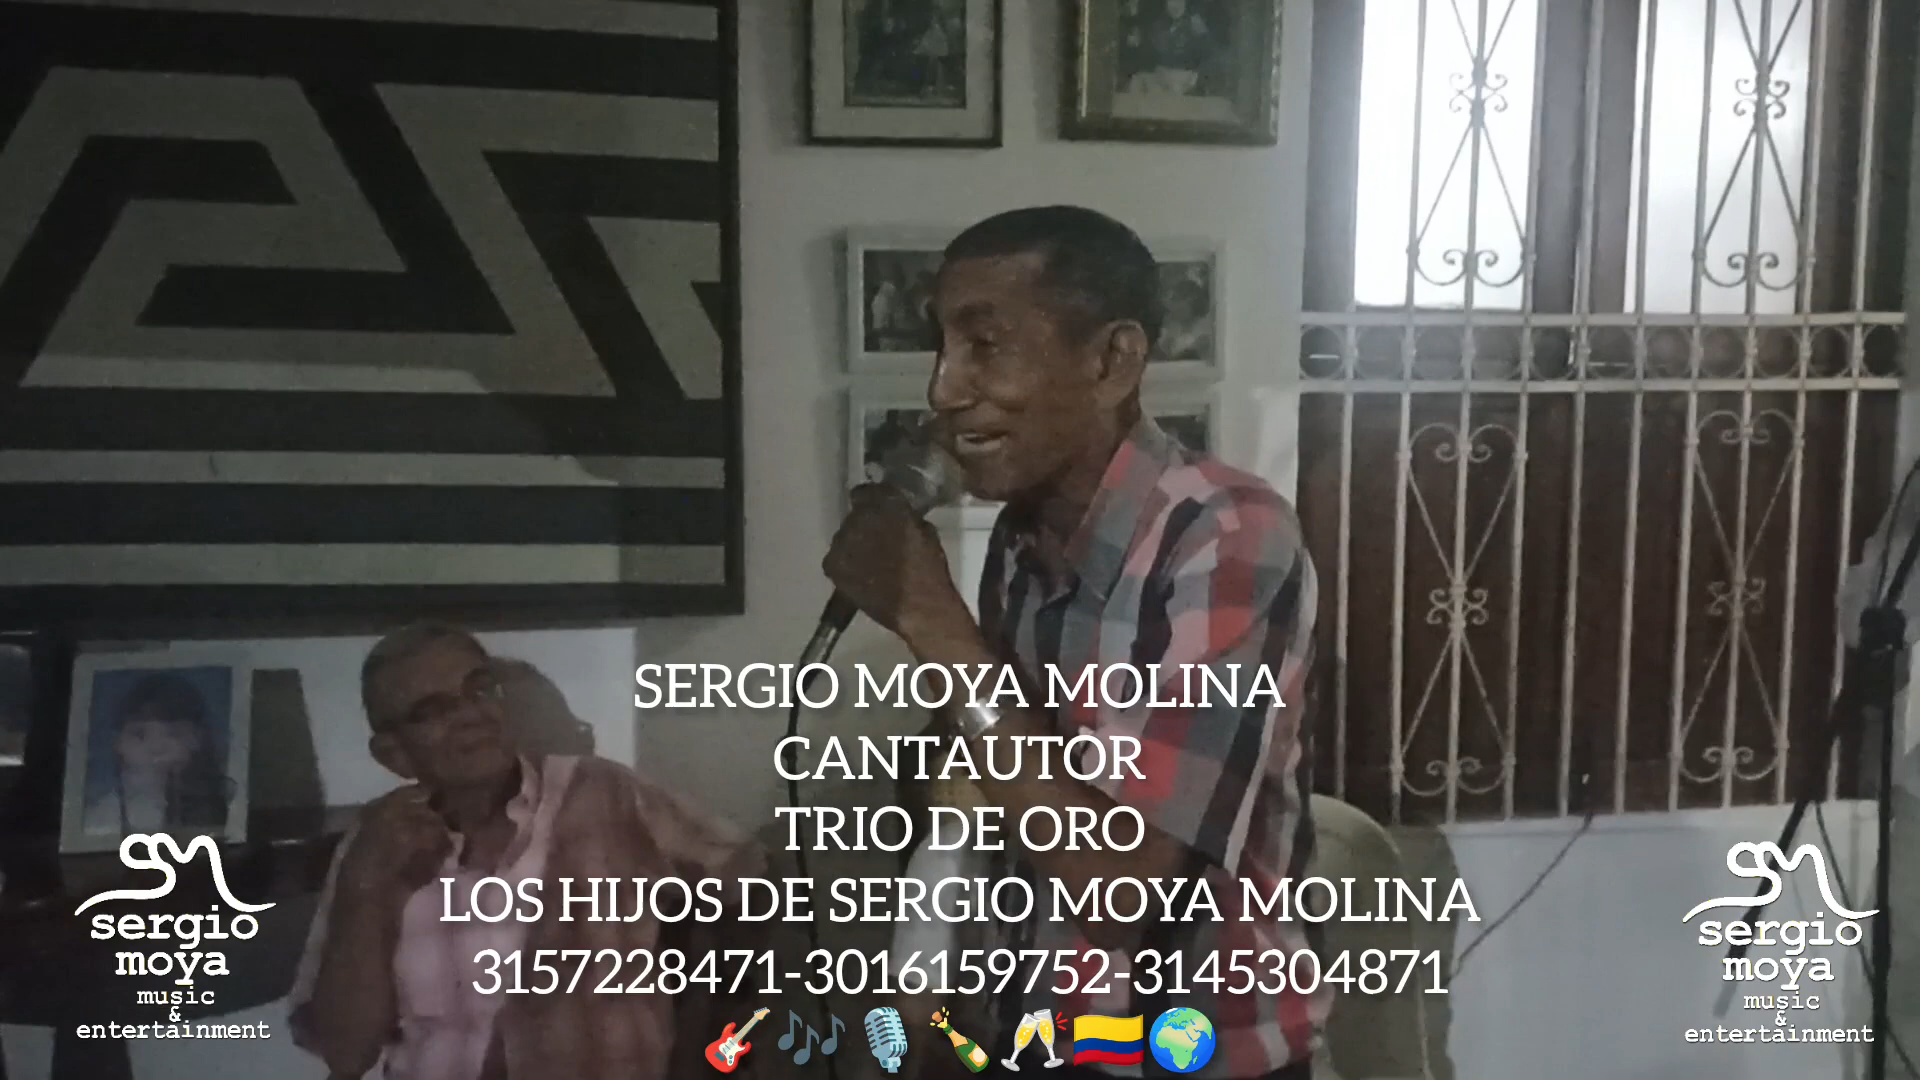 SERGIO MOYA MOLINA
CANTAUTOR
TRIO DE ORO
LOS HIJOS DE SERGIO MOYA MOLINA
3157228471-3016159752-3145304871
sergio
moya
music
&
entertainment
sergio
moya
music
&
entertainment